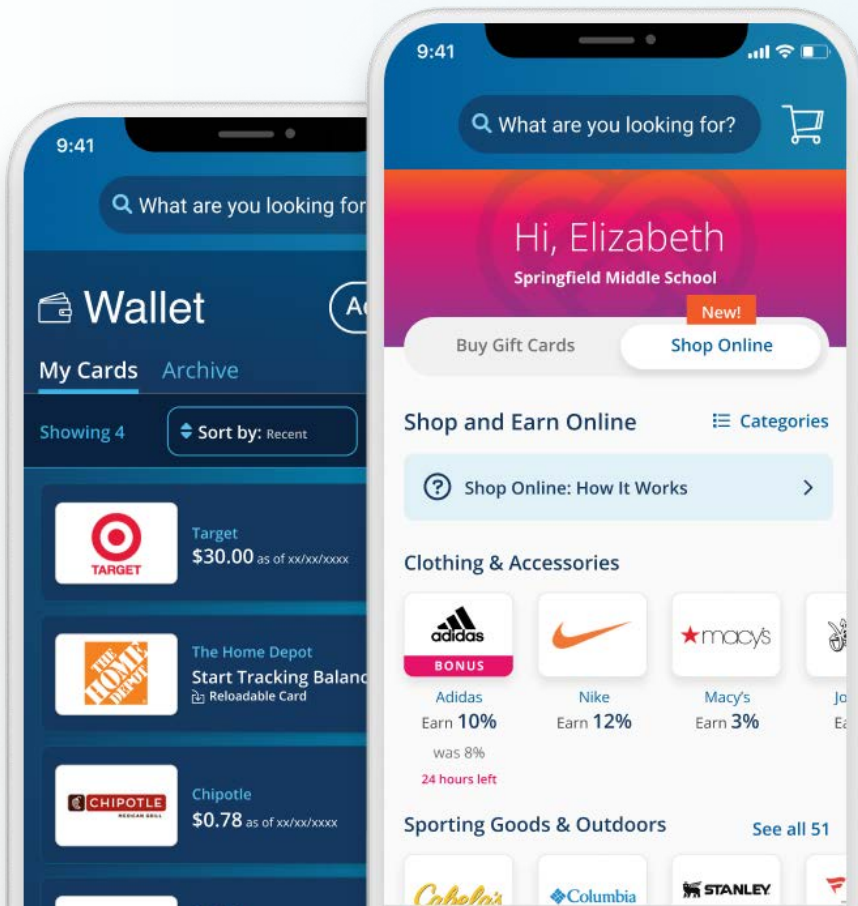 9:41
What are you looking for
Wallet
My Cards Archive
Showing 4
Sort by: Recent
TARGET
Target
$30.00 as of xx/xx/xxxx
THE HOME DEPOT
The Home Depot
Start Tracking Balanc
Reloadable Card
CHIPOTLE
MEXICAN GRILL
Chipotle
$0.78 as of xx/xx/xxxx
9:41
What are you looking for?
Hi, Elizabeth
Springfield Middle School
New!
Buy Gift Cards Shop Online
Shop and Earn Online Categories
Shop Online: How It Works
Clothing & Accessories
adidas
BONUS
macy's
Adidas Nike Macy's Jo
Earn 10% Earn 12% Earn 3%
was 8%
24 hours left
Sporting Goods & Outdoors See all 51
Cabela's Columbia STANLEY